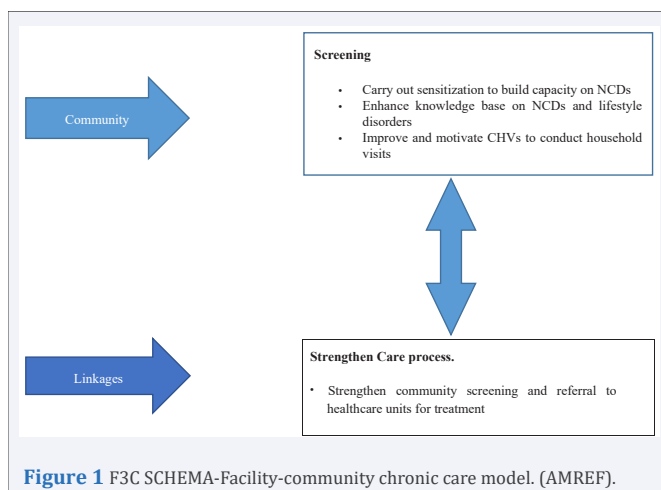 Screening
• Carry out sensitization to build capacity on NCDs
• Enhance knowledge base on NCDs and lifestyle
disorders
• Improve and motivate CHVs to conduct household
visits
Community
Strengthen Care process.
• Strengthen community screening and referral to
healthcare units for treatment
Linkages
Figure 1 F3C SCHEMA-Facility-community chronic care model. (AMREF).